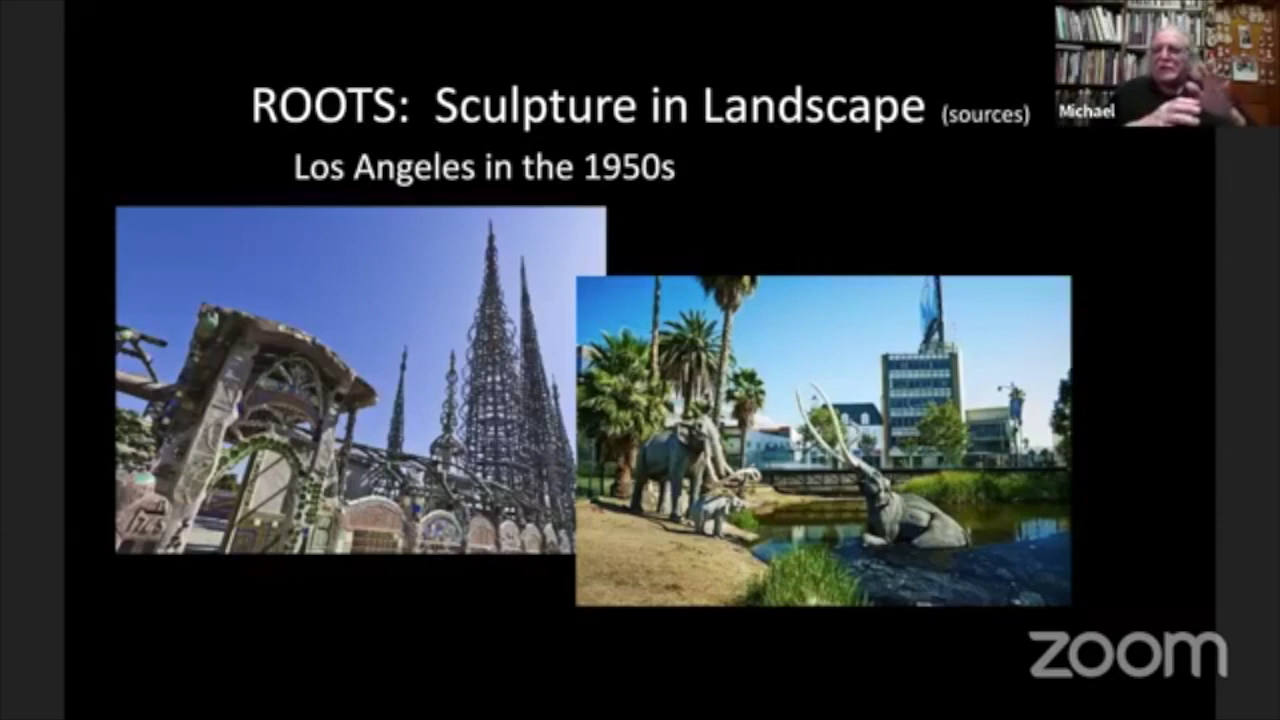 ROOTS: Sculpture in Landscape (sources)
Michael
Los Angeles in the 1950s
zoom